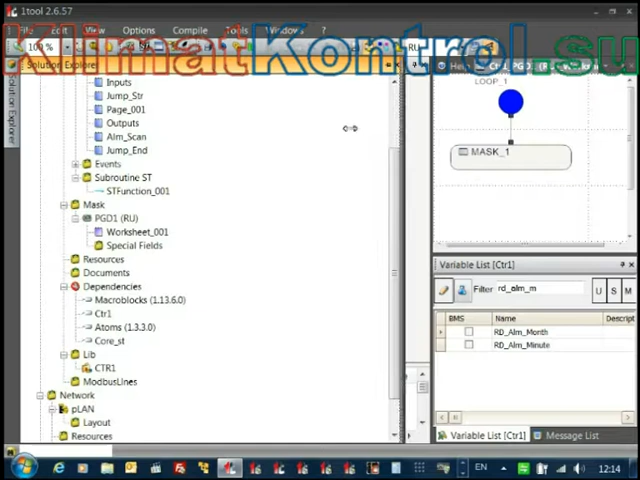 1tool 2.6.57
File Edit View Options Compile Tools Windows
100 % RU
KlimatKontrol.su
Solution Explorer
Solution Explorer
Inputs
Jump_Str
Page_001
Outputs
Alm_Scan
Jump_End
Events
Subroutine ST
STFunction_001
Mask
PGD1 (RU)
Worksheet_001
Special Fields
Resources
Documents
Dependencies
Macroblocks (1.13.6.0)
Ctr1
Atoms (1.3.3.0)
Core_st
Lib
CTR1
ModbusLines
Network
pLAN
Layout
Resources
LOOP_1
MASK_1
Variable List [Ctr1]
Filter rd_alm_m U S M
BMS Name Descript
RD_Alm_Month
RD_Alm_Minute
Variable List [Ctr1] Message List
EN 12:14